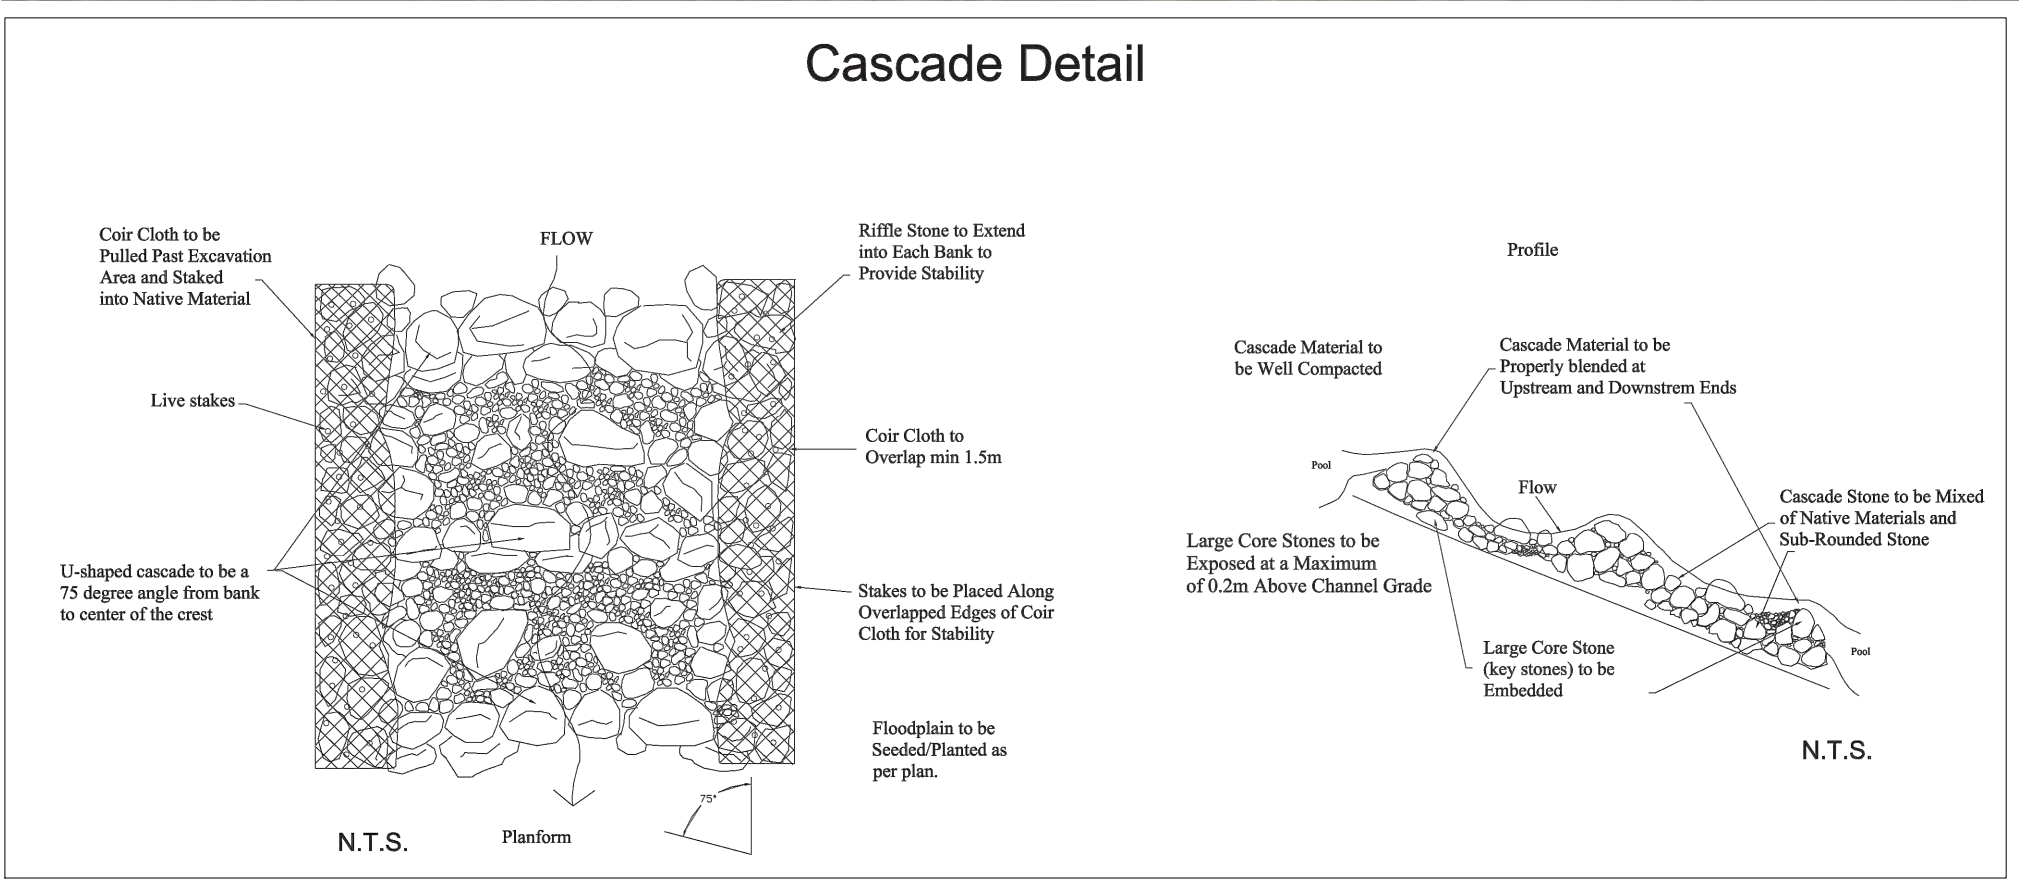 Cascade Detail
Coir Cloth to be
Pulled Past Excavation
Area and Staked
into Native Material
FLOW
Riffle Stone to Extend
into Each Bank to
Provide Stability
Live stakes
Coir Cloth to
Overlap min 1.5m
U-shaped cascade to be a
75 degree angle from bank
to center of the crest
Stakes to be Placed Along
Overlapped Edges of Coir
Cloth for Stability
Floodplain to be
Seeded/Planted as
per plan.
75°
N.T.S.
Planform
Profile
Cascade Material to
be Well Compacted
Cascade Material to be
Properly blended at
Upstream and Downstrem Ends
Pool
Flow
Cascade Stone to be Mixed
of Native Materials and
Sub-Rounded Stone
Large Core Stones to be
Exposed at a Maximum
of 0.2m Above Channel Grade
Large Core Stone
(key stones) to be
Embedded
Pool
N.T.S.